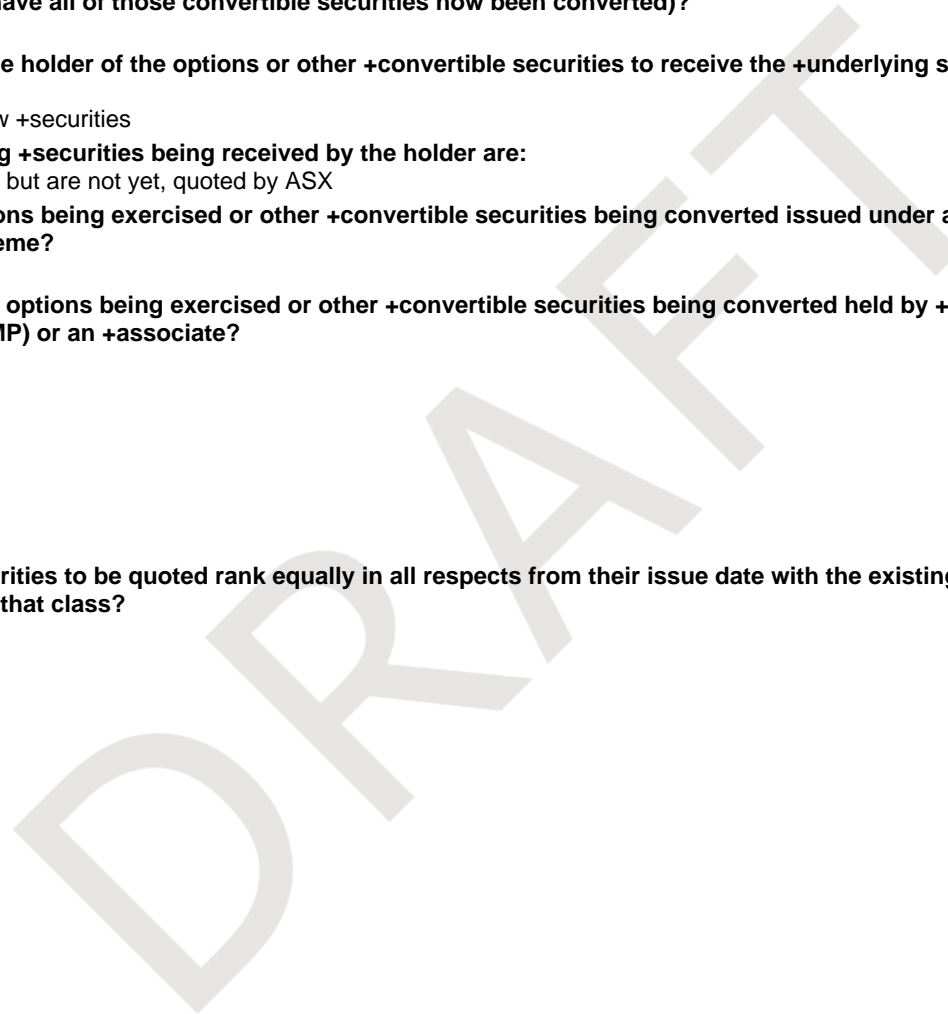 have all of those convertible securities now been converted)?
e holder of the options or other +convertible securities to receive the +underlying s
w +securities
g +securities being received by the holder are:
but are not yet, quoted by ASX
ons being exercised or other +convertible securities being converted issued under a
eme?
options being exercised or other +convertible securities being converted held by +
MP) or an +associate?
rities to be quoted rank equally in all respects from their issue date with the existing
that class?
DRAFT